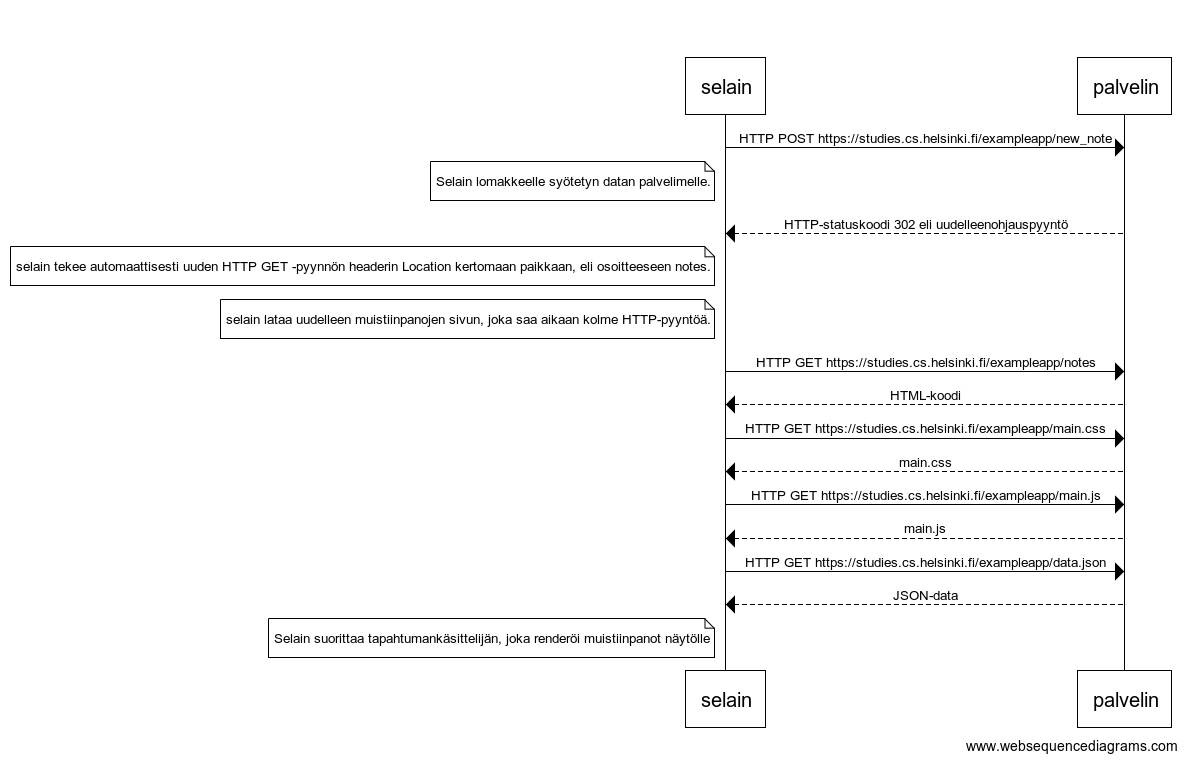 selain
palvelin
HTTP POST https://studies.cs.helsinki.fi/exampleapp/new_note
Selain lomakkeelle syötetyn datan palvelimelle.
HTTP-statuskoodi 302 eli uudelleenohjauspyyntö
selain tekee automaattisesti uuden HTTP GET -pyynnön headerin Location kertomaan paikkaan, eli osoitteeseen notes.
selain lataa uudelleen muistiinpanojen sivun, joka saa aikaan kolme HTTP-pyyntöä.
HTTP GET https://studies.cs.helsinki.fi/exampleapp/notes
HTML-koodi
HTTP GET https://studies.cs.helsinki.fi/exampleapp/main.css
main.css
HTTP GET https://studies.cs.helsinki.fi/exampleapp/main.js
main.js
HTTP GET https://studies.cs.helsinki.fi/exampleapp/data.json
JSON-data
Selain suorittaa tapahtumankäsittelijän, joka renderöi muistiinpanot näytölle
selain
palvelin
www.websequencediagrams.com